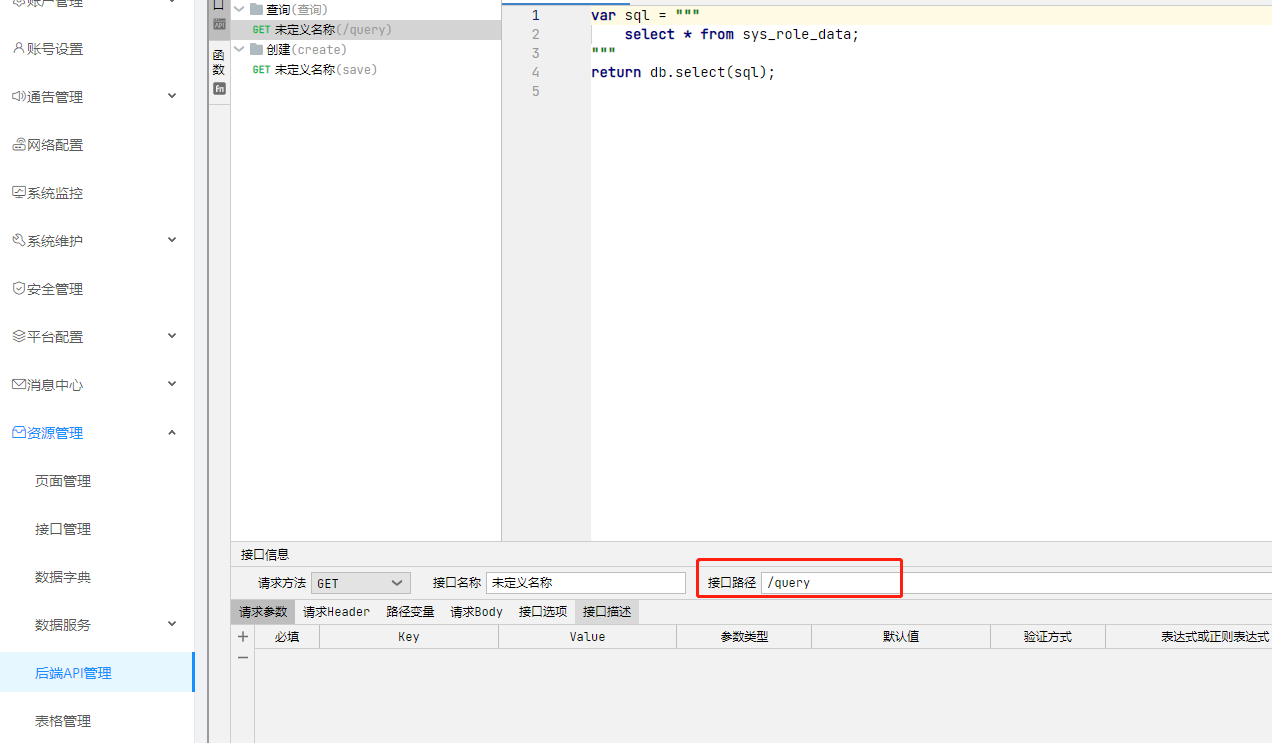 账户管理
账号设置
通告管理
网络配置
系统监控
系统维护
安全管理
平台配置
消息中心
资源管理
页面管理
接口管理
数据字典
数据服务
后端API管理
表格管理
口
API
函
数
fn
查询(查询)
GET 未定义名称(/query)
创建(create)
GET 未定义名称(save)
1 var sql = """
2 select * from sys_role_data;
3 """
4 return db.select(sql);
5
接口信息
请求方法 GET 接口名称 未定义名称 接口路径 /query
请求参数 请求Header 路径变量 请求Body 接口选项 接口描述
必填 Key Value 参数类型 默认值 验证方式 表达式或正则表达式